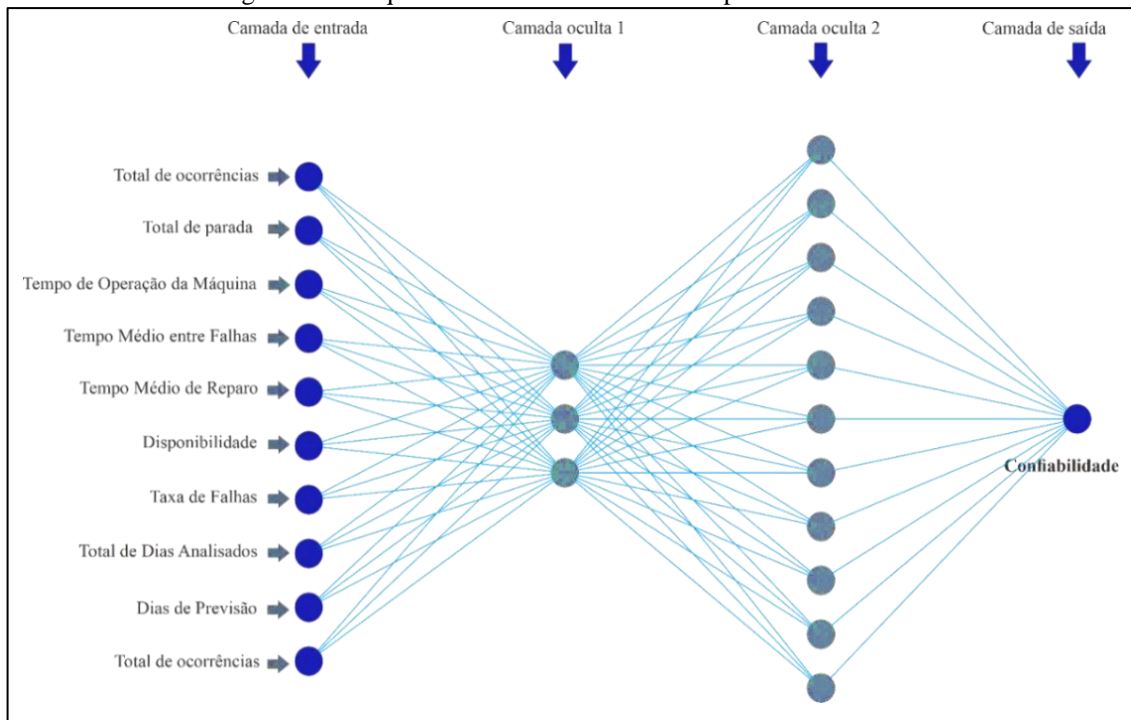 Camada de entrada
Camada oculta 1
Camada oculta 2
Camada de saída
Total de ocorrências
Total de parada
Tempo de Operação da Máquina
Tempo Médio entre Falhas
Tempo Médio de Reparo
Disponibilidade
Taxa de Falhas
Total de Dias Analisados
Dias de Previsão
Total de ocorrências
Confiabilidade